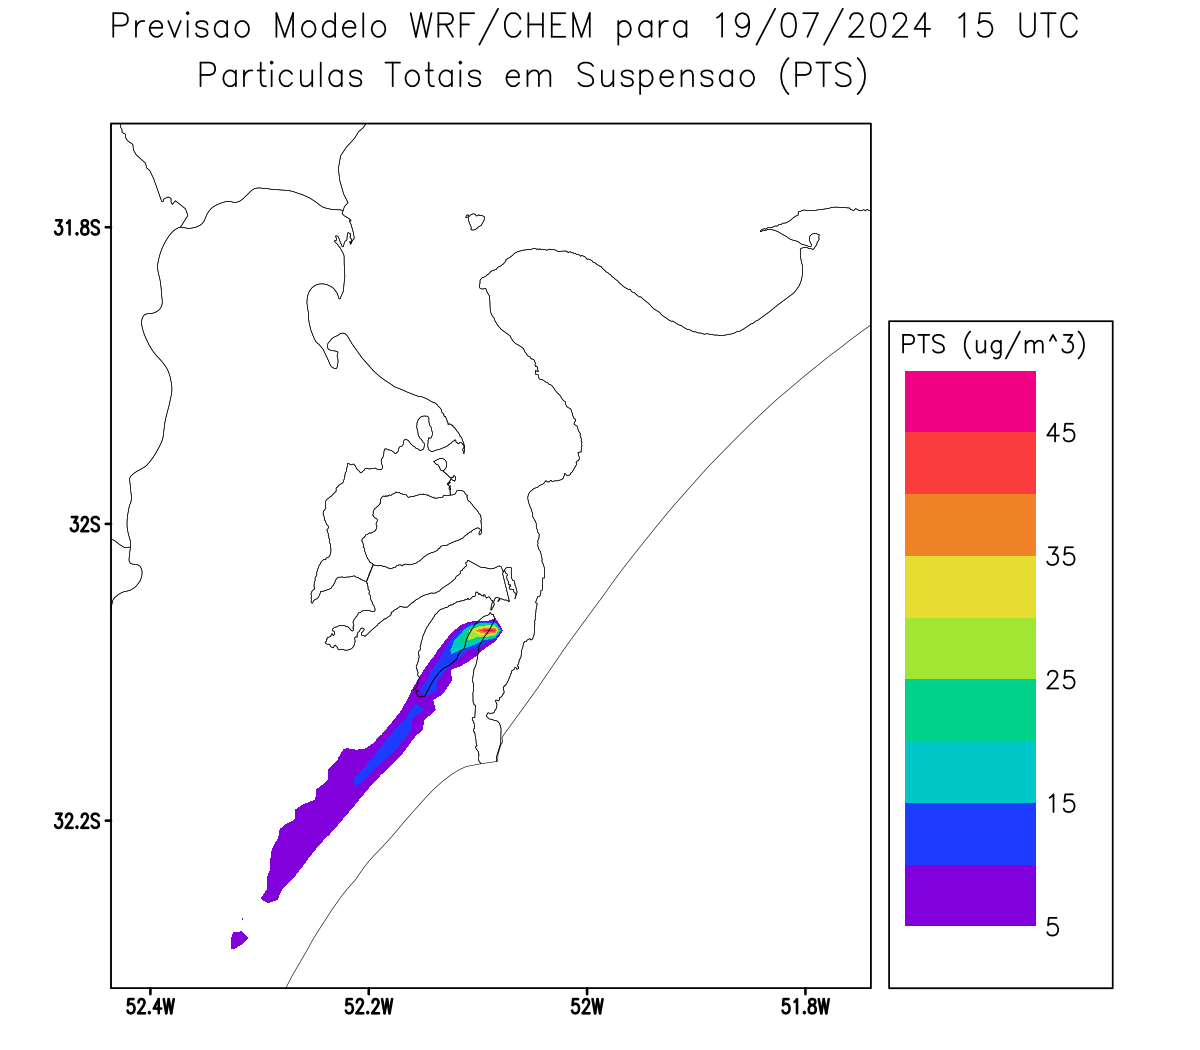 Previsao Modelo WRF/CHEM para 19/07/2024 15 UTC
Particulas Totais em Suspensao (PTS)
31.8S
32S
32.2S
52.4W
52.2W
52W
51.8W
PTS (ug/m^3)
45
35
25
15
5